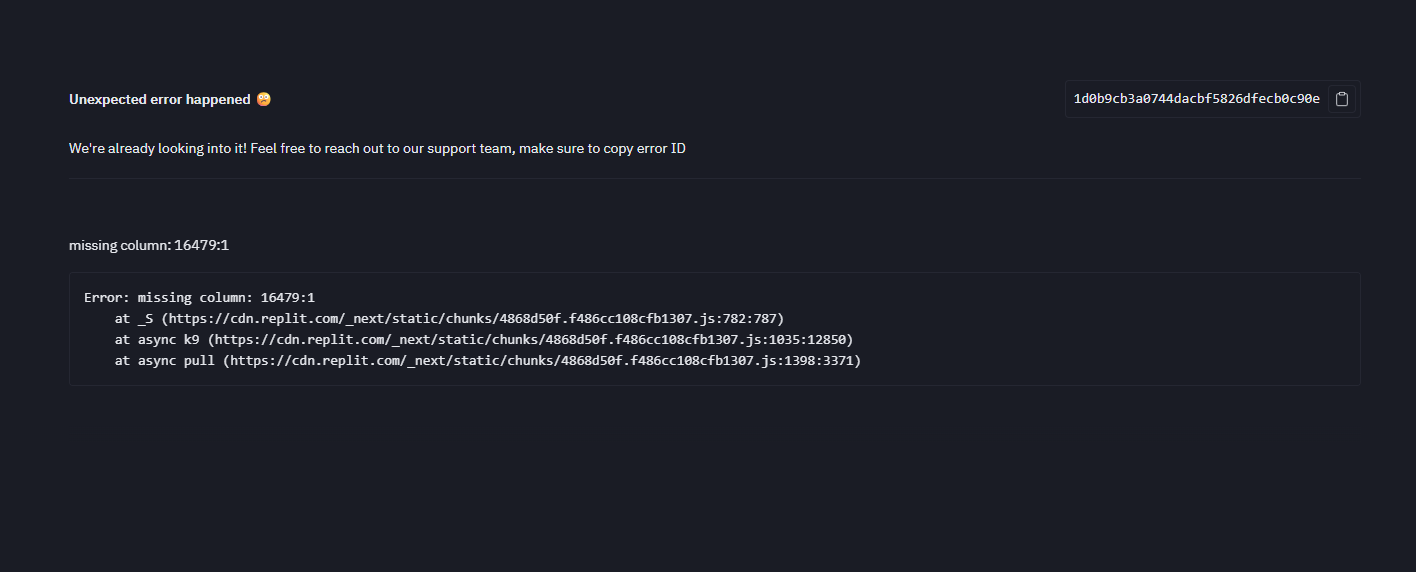 Unexpected error happened 🫤
1d0b9cb3a0744dacbf5826dfecb0c90e
We're already looking into it! Feel free to reach out to our support team, make sure to copy error ID
missing column: 16479:1
Error: missing column: 16479:1
at _S (https://cdn.replit.com/_next/static/chunks/4868d50f.f486cc108cfb1307.js:782:787)
at async k9 (https://cdn.replit.com/_next/static/chunks/4868d50f.f486cc108cfb1307.js:1035:12850)
at async pull (https://cdn.replit.com/_next/static/chunks/4868d50f.f486cc108cfb1307.js:1398:3371)